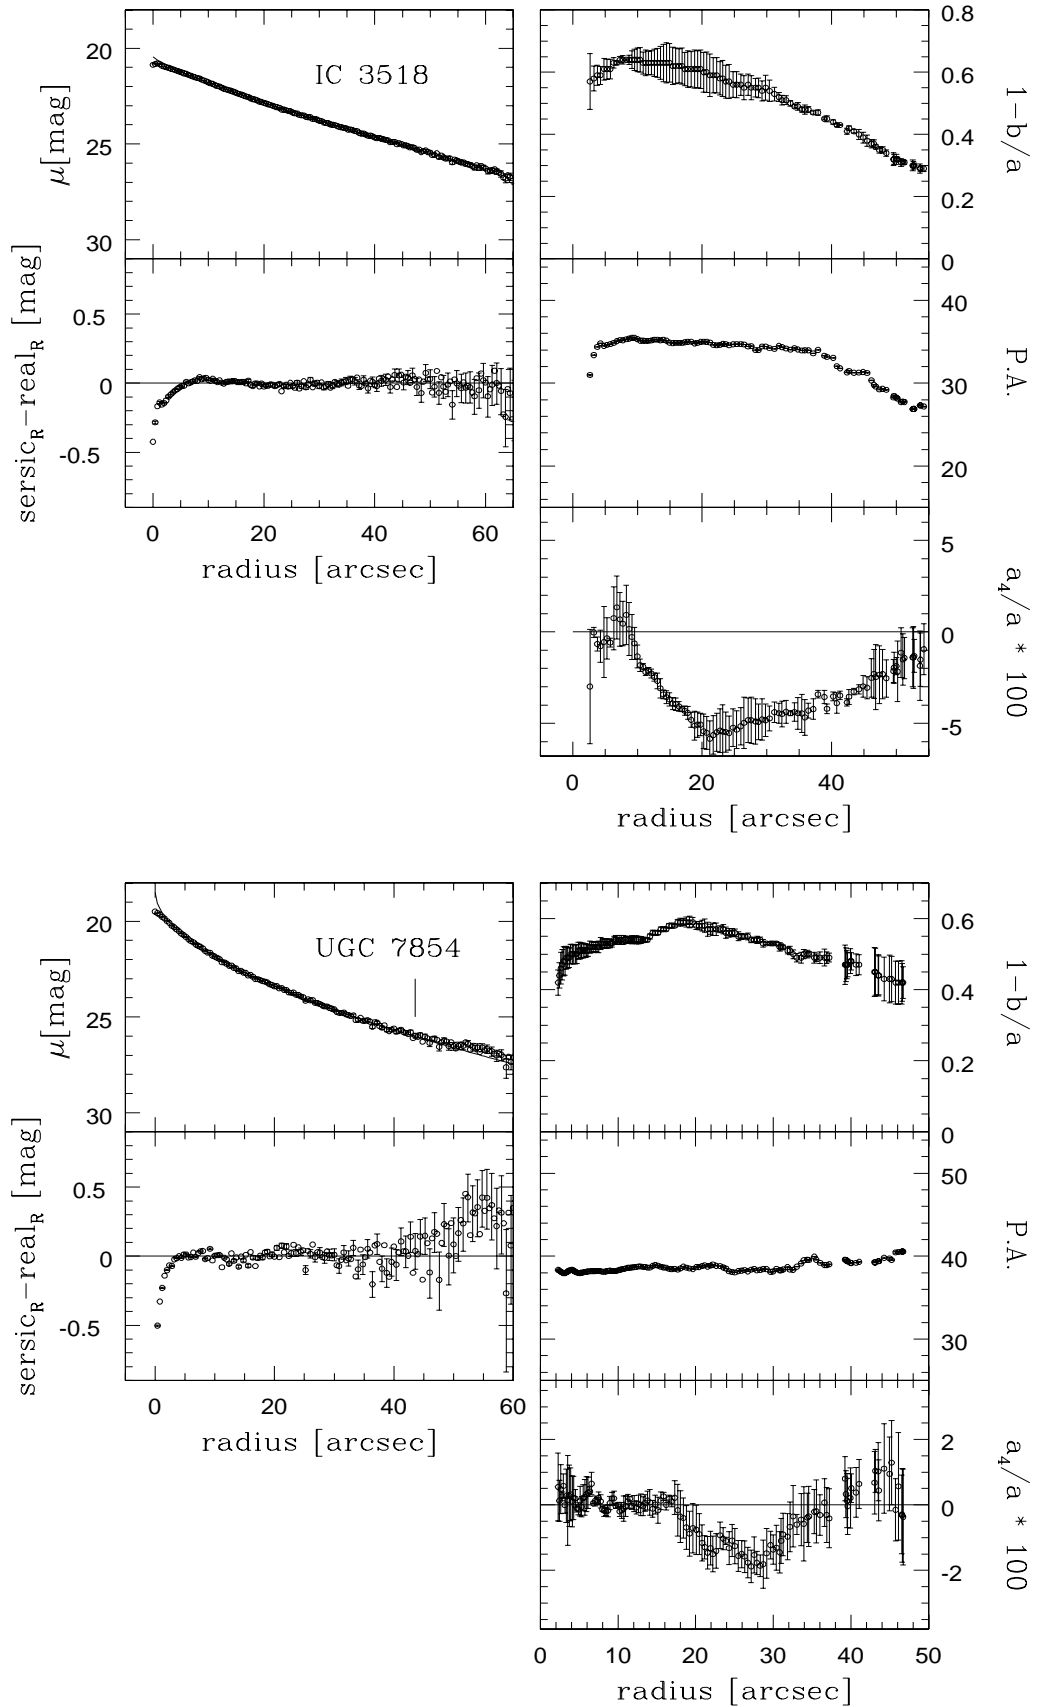 IC 3518
μ[mag]
20
25
30
sersic_R−real_R [mag]
0.5
0
-0.5
0 20 40 60
radius [arcsec]
0.8
0.6
0.4
0.2
0
1−b/a
40
30
20
P.A.
5
0
-5
a_4/a * 100
0 20 40
radius [arcsec]
UGC 7854
μ[mag]
20
25
30
sersic_R−real_R [mag]
0.5
0
-0.5
0 20 40 60
radius [arcsec]
0.6
0.4
0.2
0
1−b/a
50
40
30
P.A.
2
0
-2
a_4/a * 100
0 10 20 30 40 50
radius [arcsec]